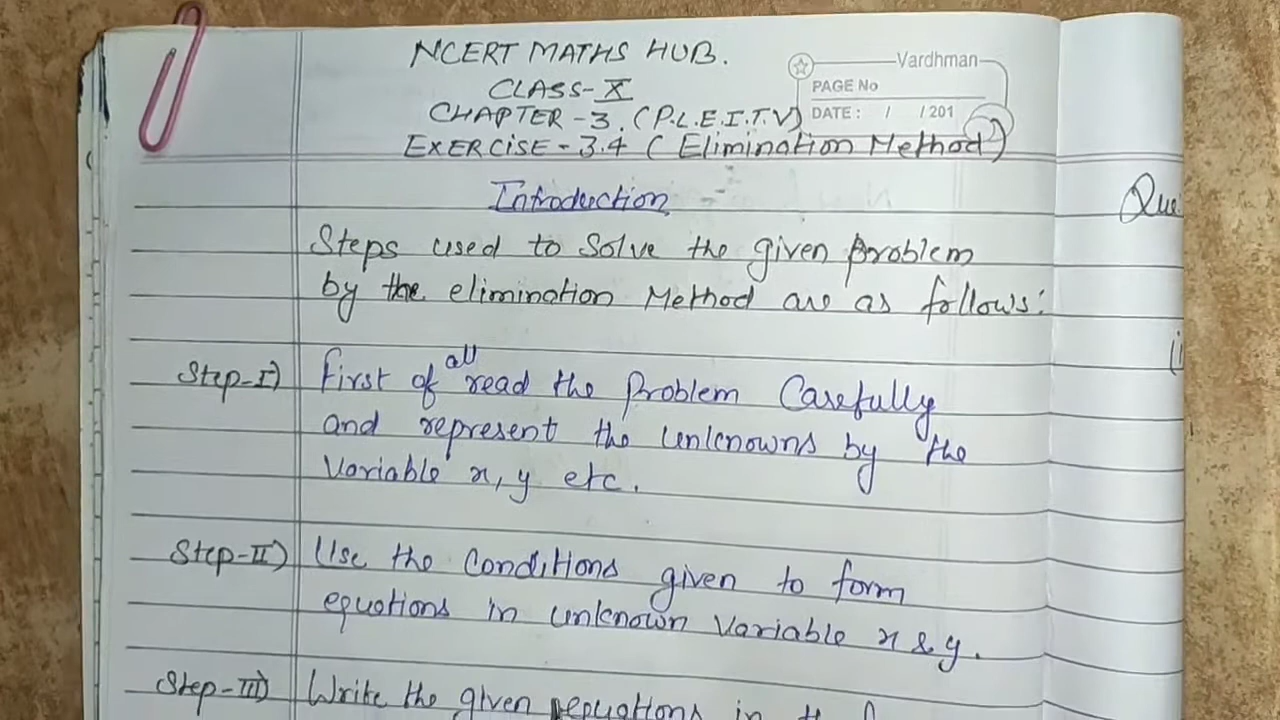 NCERT MATHS HUB.
Vardhman
CLASS-X
PAGE No
CHAPTER-3. (P.L.E.I.T.V)
DATE: / /201
EXERCISE-3.4 (Elimination Method)
Introduction
Que
Steps used to Solve the given problem
by the elimination Method are as follows:
Step-I) First of all read the Problem Carefully
and represent the unknowns by the
Variable x, y etc.
Step-II) Use the Conditions given to form
equations in unknown Variable x & y.
Step-III) Write the given equations in